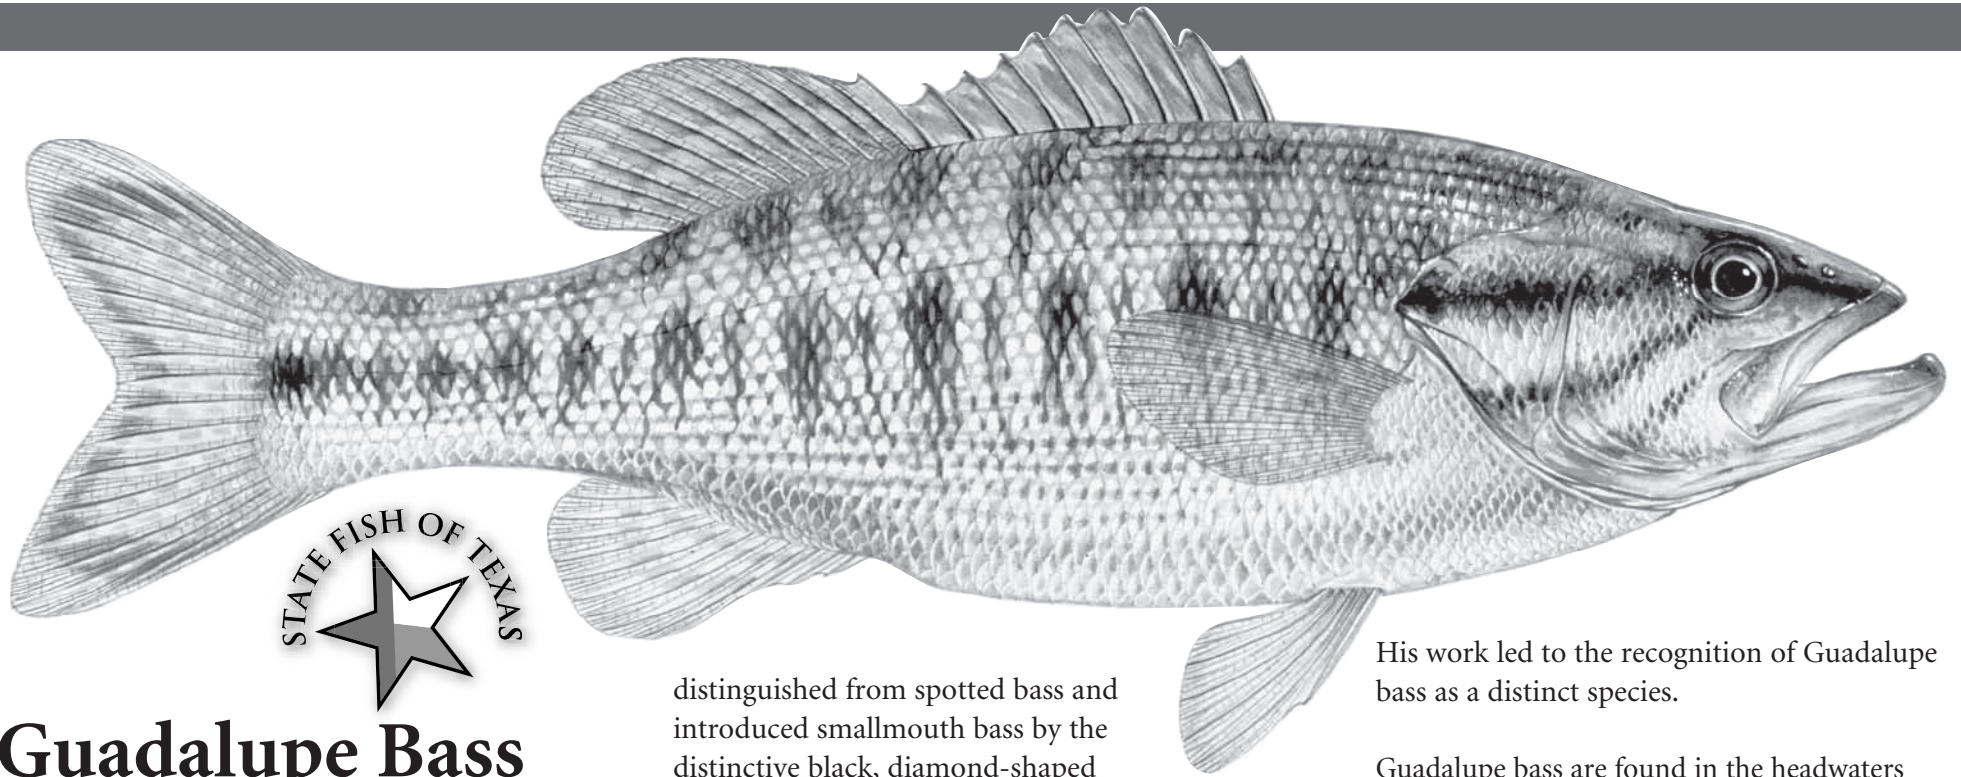 STATE FISH OF TEXAS
Guadalupe Bass
distinguished from spotted bass and
introduced smallmouth bass by the
distinctive black, diamond-shaped
His work led to the recognition of Guadalupe
bass as a distinct species.
Guadalupe bass are found in the headwaters